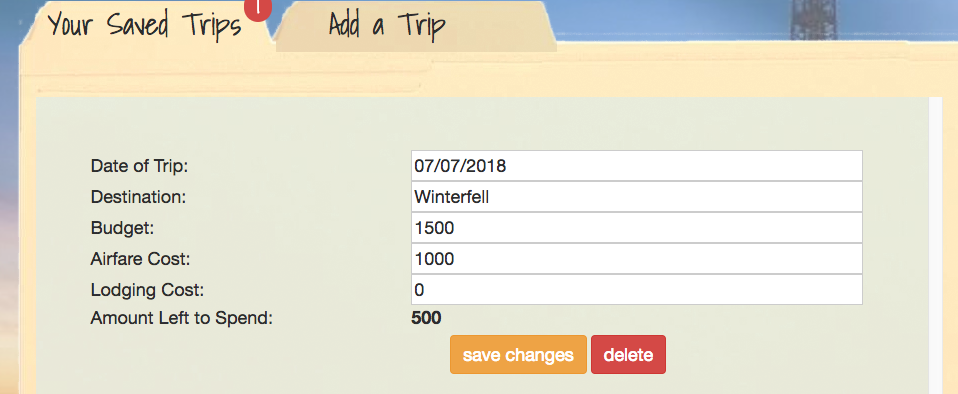 Your Saved Trips 1 Add a Trip
Date of Trip: 07/07/2018
Destination: Winterfell
Budget: 1500
Airfare Cost: 1000
Lodging Cost: 0
Amount Left to Spend: 500
save changes delete